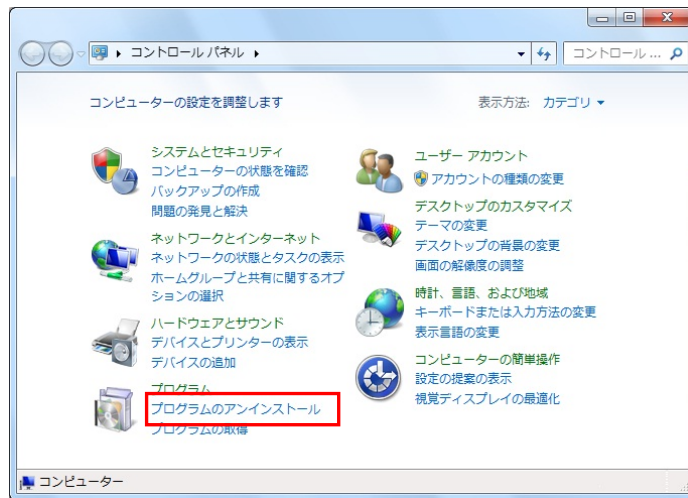 コントロール パネル
コントロール ...
コンピューターの設定を調整します
表示方法: カテゴリ
システムとセキュリティ
コンピューターの状態を確認
バックアップの作成
問題の発見と解決
ネットワークとインターネット
ネットワークの状態とタスクの表示
ホームグループと共有に関するオプ
ションの選択
ハードウェアとサウンド
デバイスとプリンターの表示
デバイスの追加
プログラム
プログラムのアンインストール
プログラムの取得
ユーザー アカウント
アカウントの種類の変更
デスクトップのカスタマイズ
テーマの変更
デスクトップの背景の変更
画面の解像度の調整
時計、言語、および地域
キーボードまたは入力方法の変更
表示言語の変更
コンピューターの簡単操作
設定の提案の表示
視覚ディスプレイの最適化
コンピューター